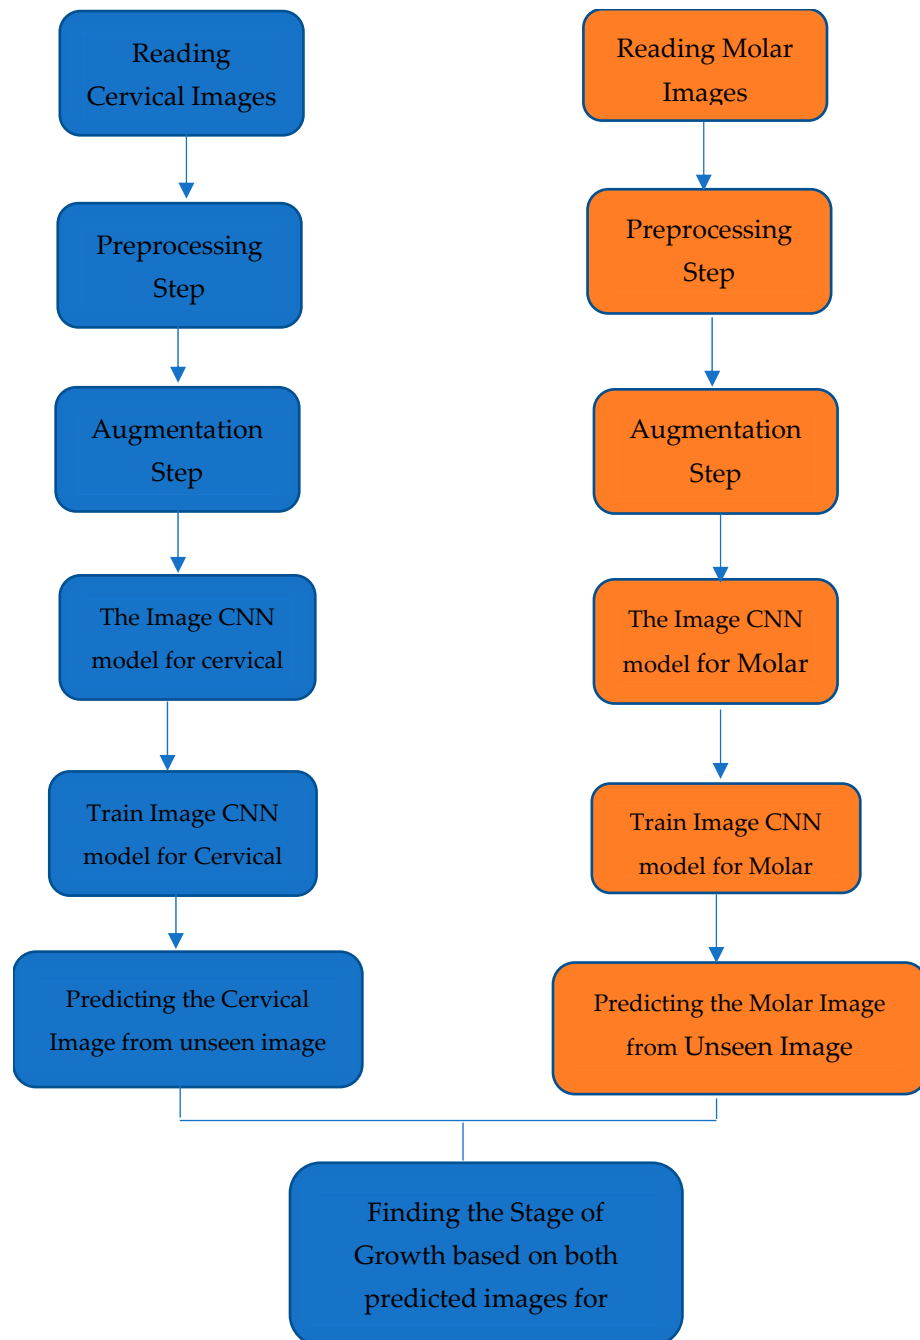 Reading
Cervical Images
Preprocessing
Step
Augmentation
Step
The Image CNN
model for cervical
Train Image CNN
model for Cervical
Predicting the Cervical
Image from unseen image
Reading Molar
Images
Preprocessing
Step
Augmentation
Step
The Image CNN
model for Molar
Train Image CNN
model for Molar
Predicting the Molar Image
from Unseen Image
Finding the Stage of
Growth based on both
predicted images for